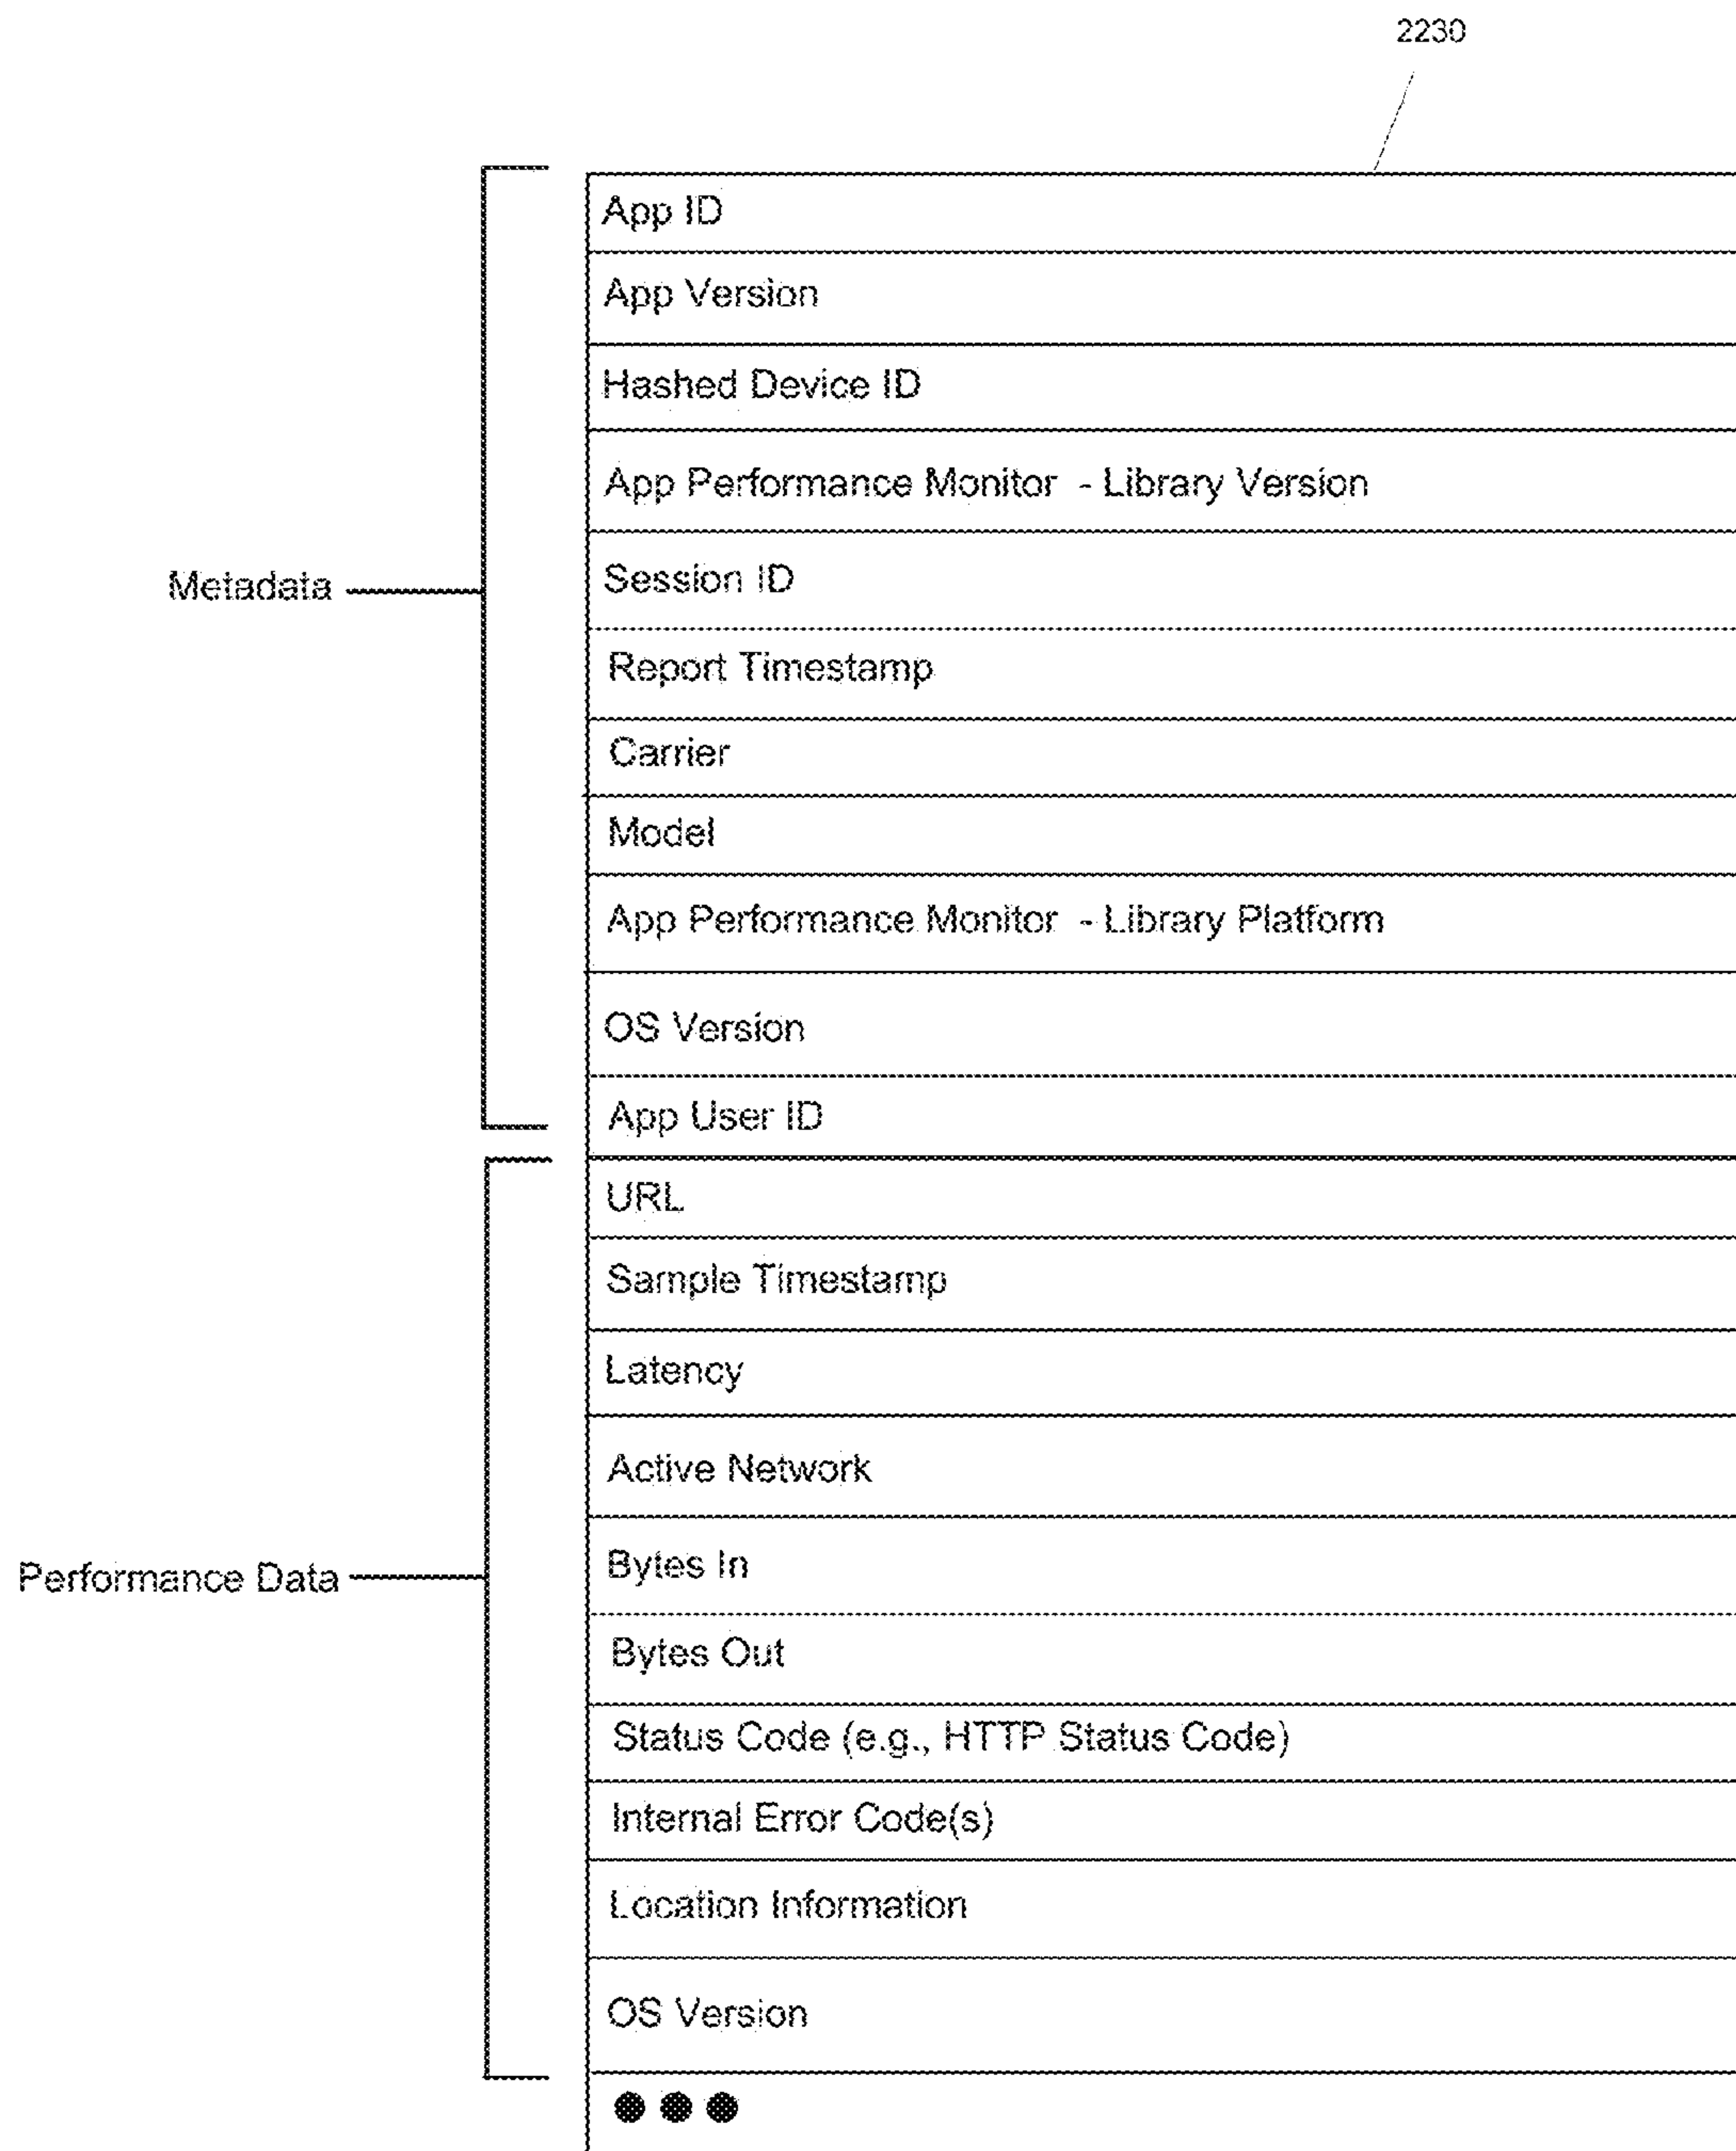 2230
App ID
App Version
Hashed Device ID
App Performance Monitor - Library Version
Session ID
Metadata
Report Timestamp
Carrier
Model
App Performance Monitor - Library Platform
OS Version
App User ID
URL
Sample Timestamp
Latency
Active Network
Bytes In
Performance Data
Bytes Out
Status Code (e.g., HTTP Status Code)
Internal Error Code(s)
Location Information
OS Version